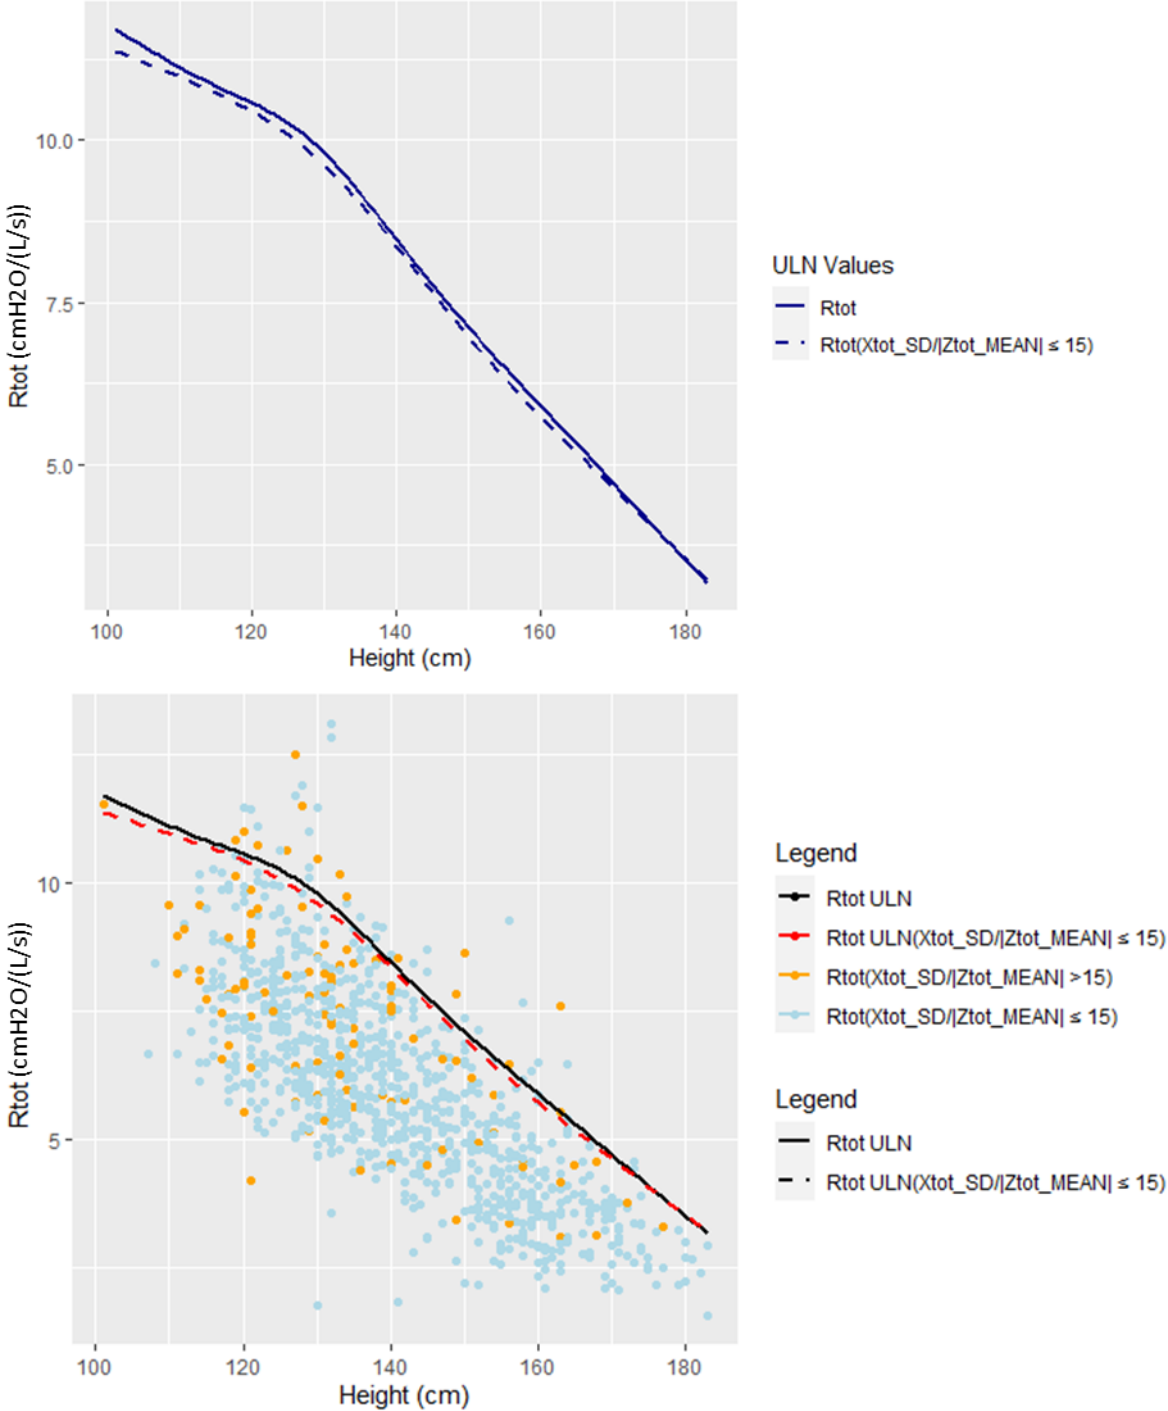 Rtot (cmH2O/(L/s))
10.0
7.5
5.0
100 120 140 160 180
Height (cm)
ULN Values
Rtot
Rtot(Xtot_SD/|Ztot_MEAN| ≤ 15)
Rtot (cmH2O/(L/s))
10
5
100 120 140 160 180
Height (cm)
Legend
Rtot ULN
Rtot ULN(Xtot_SD/|Ztot_MEAN| ≤ 15)
Rtot(Xtot_SD/|Ztot_MEAN| >15)
Rtot(Xtot_SD/|Ztot_MEAN| ≤ 15)
Legend
Rtot ULN
Rtot ULN(Xtot_SD/|Ztot_MEAN| ≤ 15)